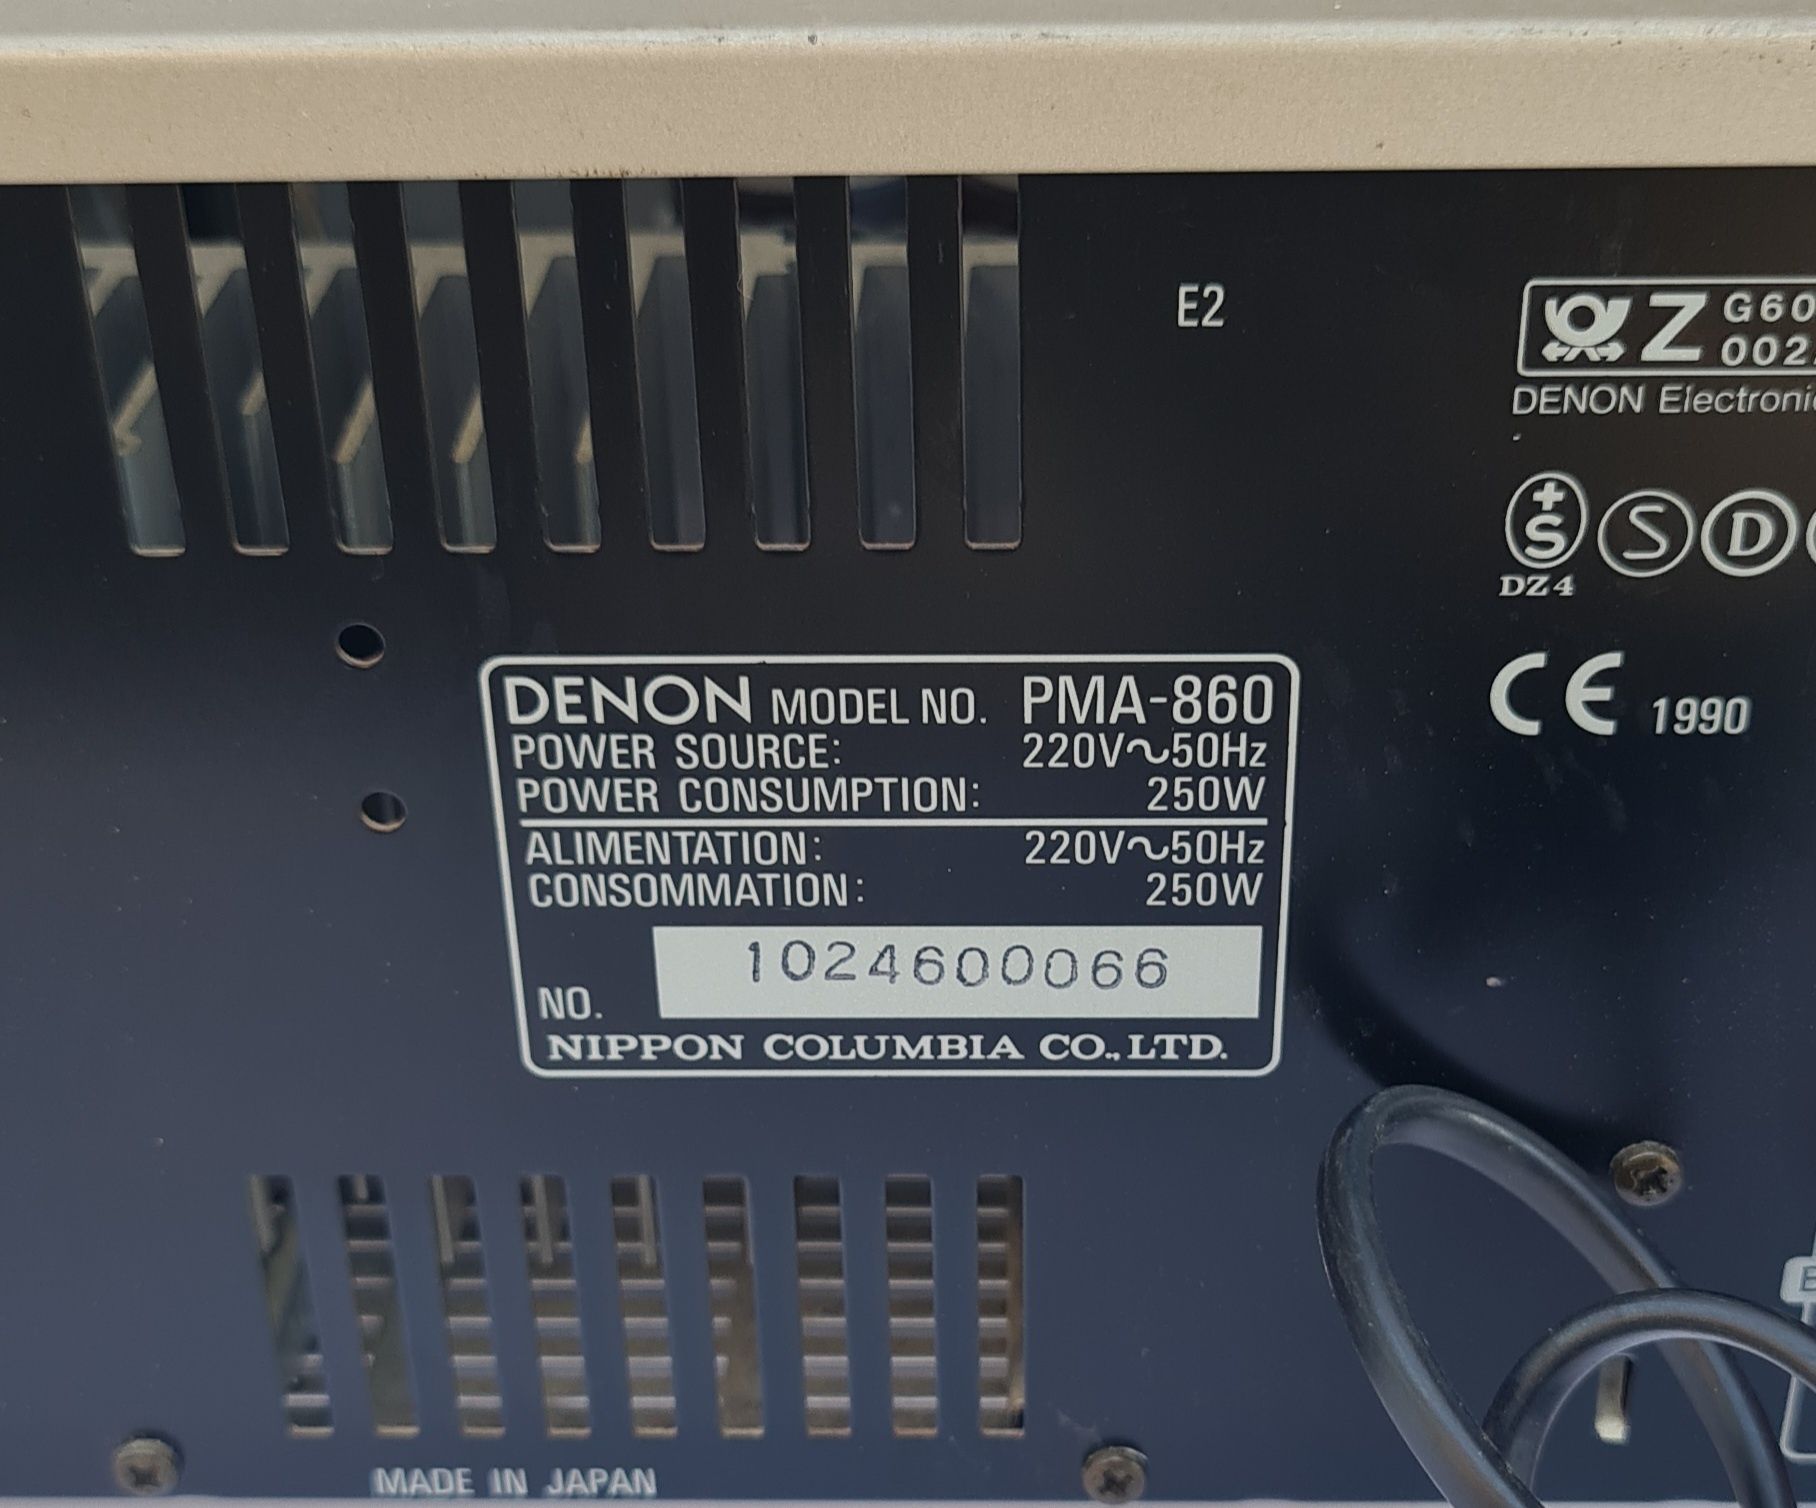 E2
Z G60
002
DENON Electroni
S S D
DZ4
CE 1990
DENON MODEL NO. PMA-860
POWER SOURCE: 220V~50Hz
POWER CONSUMPTION: 250W
ALIMENTATION: 220V~50Hz
CONSOMMATION: 250W
NO. 1024600066
NIPPON COLUMBIA CO., LTD.
MADE IN JAPAN